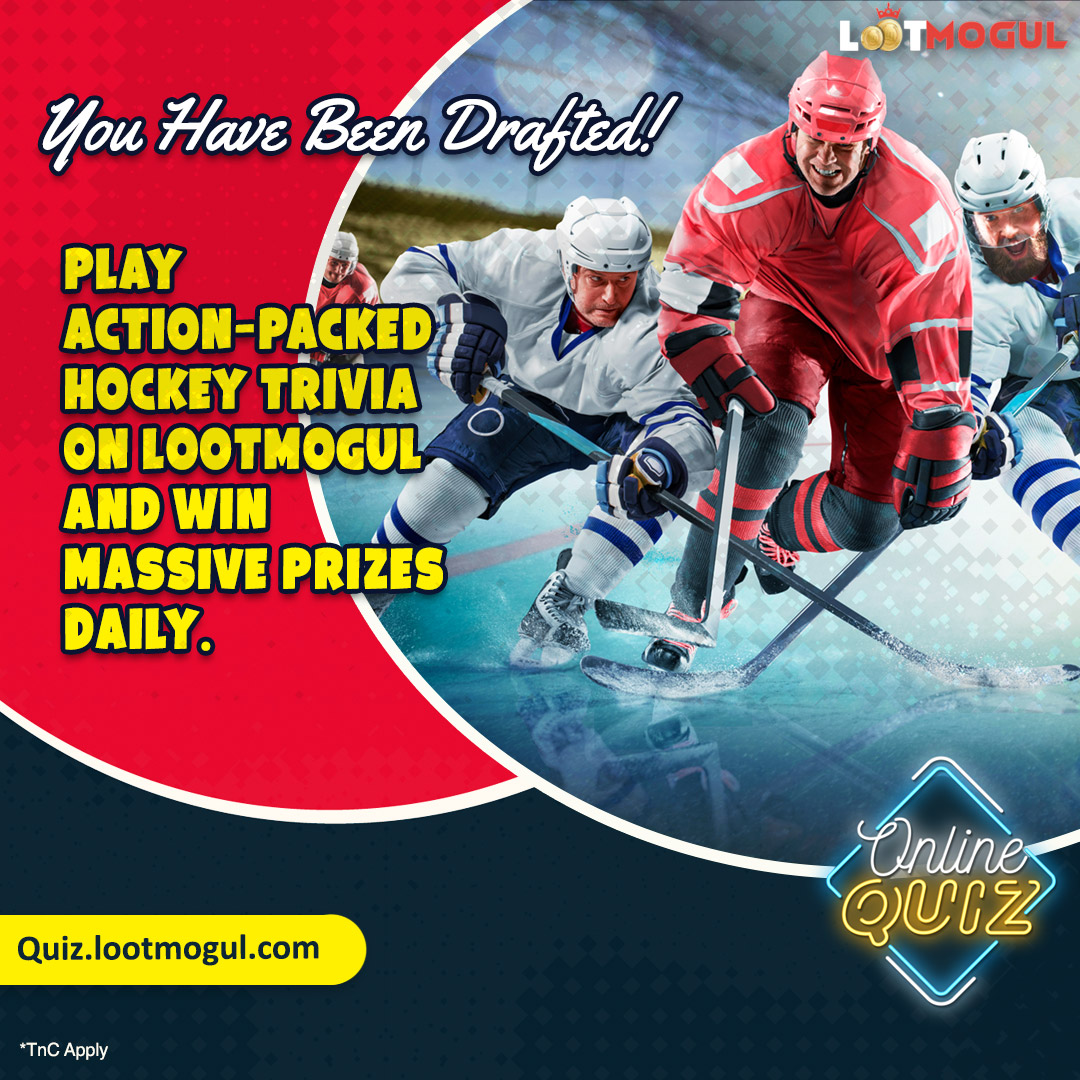 LOOTMOGUL
You Have Been Drafted!
PLAY
ACTION-PACKED
HOCKEY TRIVIA
ON LOOTMOGUL
AND WIN
MASSIVE PRIZES
DAILY.
Online
QUIZ
Quiz.lootmogul.com
*TnC Apply